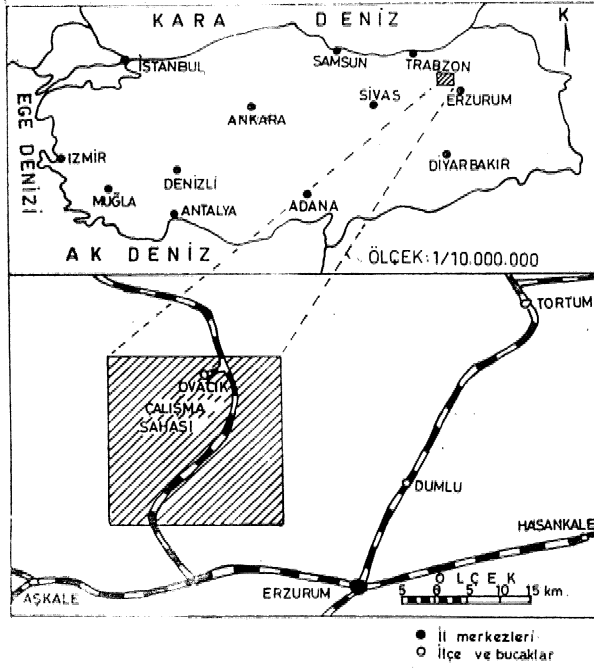 KARA DENİZ
K
İSTANBUL
SAMSUN
TRABZON
SİVAS
ERZURUM
ANKARA
EGE DENİZİ
İZMİR
DENİZLİ
DİYARBAKIR
MUĞLA
ANTALYA
ADANA
AK DENİZ
ÖLÇEK:1/10.000.000
TORTUM
OVACIK
ÇALIŞMA
SAHASI
DUMLU
HASANKALE
AŞKALE
ERZURUM
ÖLÇEK
5 0 5 10 15 km.
İl merkezleri
İlçe ve bucaklar